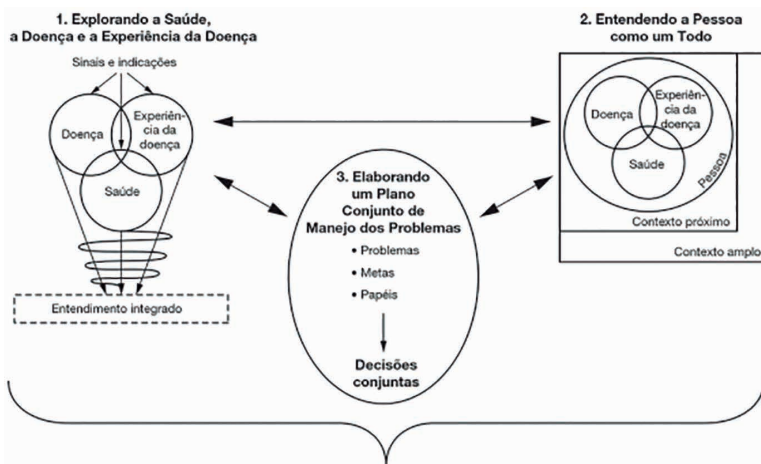 1. Explorando a Saúde,
a Doença e a Experiência da Doença
Sinais e indicações
Doença
Experiên-
cia da
doença
Saúde
Entendimento integrado
2. Entendendo a Pessoa
como um Todo
Doença
Experiên-
cia da
doença
Saúde
Pessoa
Contexto próximo
Contexto amplo
3. Elaborando
um Plano
Conjunto de
Manejo dos Problemas
• Problemas
• Metas
• Papéis
Decisões
conjuntas